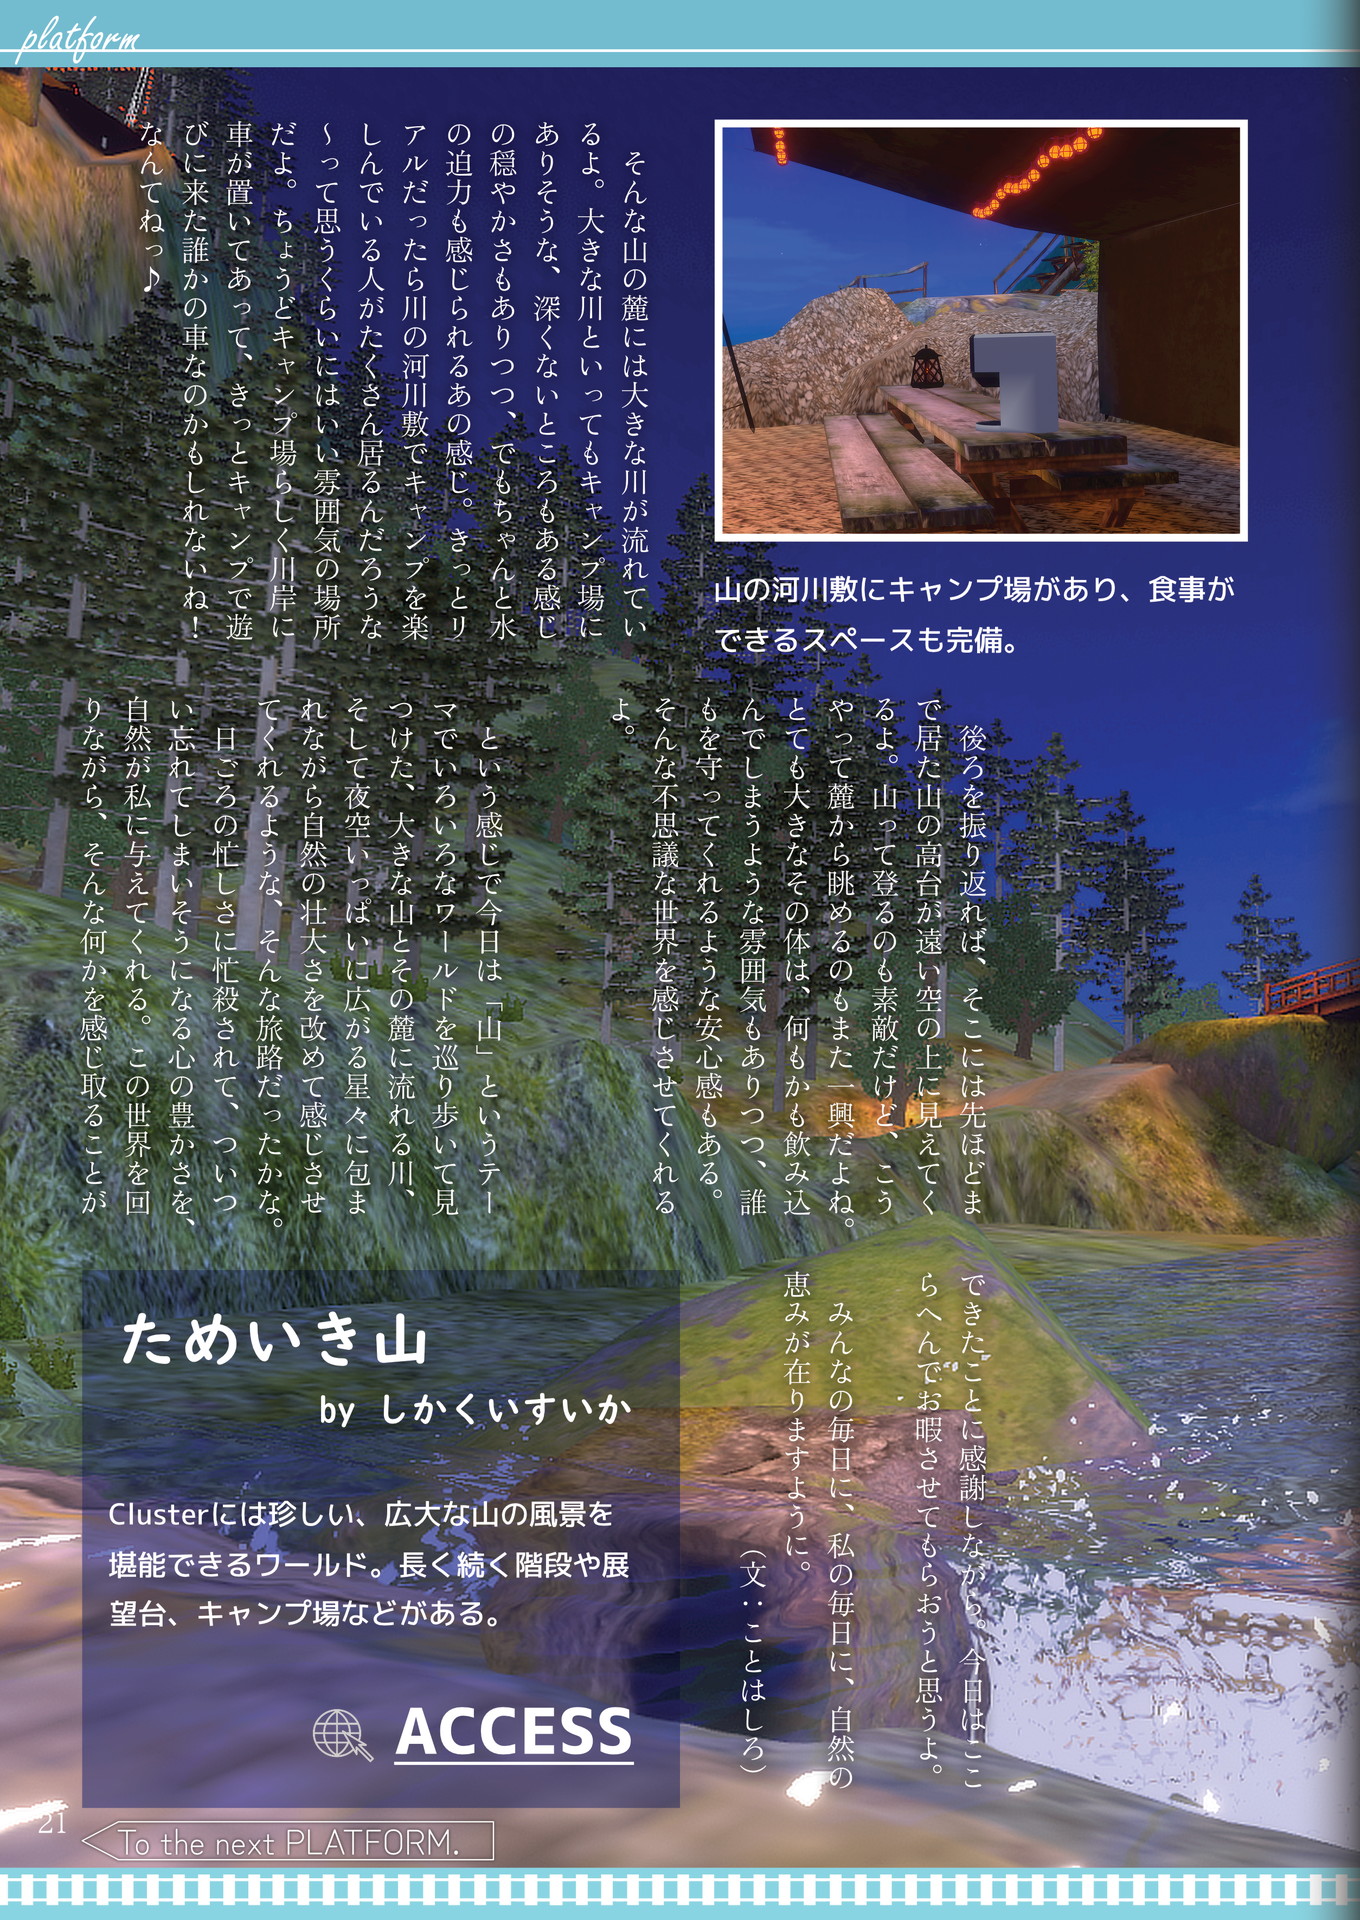 platform
山の河川敷にキャンプ場があり、食事が
できるスペースも完備。
そんな山の麓には大きな川が流れてい
るよ。大きな川といってもキャンプ場に
ありそうな、深くないところもある感じ
の穏やかさもありつつ、でもちゃんと水
の迫力も感じられるあの感じ。きっとリ
アルだったら川の河川敷でキャンプを楽
しんでいる人がたくさん居るんだろうな
～って思うくらいにはいい雰囲気の場所
だよ。ちょうどキャンプ場らしく川岸に
車が置いてあって、きっとキャンプで遊
びに来た誰かの車なのかもしれないね！
なんてねっ♪
後ろを振り返れば、そこには先ほどま
で居た山の高台が遠い空の上に見えてく
るよ。山って登るのも素敵だけど、こう
やって麓から眺めるのもまた一興だよね。
とても大きなその体は、何もかも飲み込
んでしまうような雰囲気もありつつ、誰
もを守ってくれるような安心感もある。
そんな不思議な世界を感じさせてくれる
よ。
という感じで今日は「山」というテー
マでいろいろなワールドを巡り歩いて見
つけた、大きな山とその麓に流れる川、
そして夜空いっぱいに広がる星々に包ま
れながら自然の壮大さを改めて感じさせ
てくれるような、そんな旅路だったかな。
日ごろの忙しさに忙殺されて、ついつ
い忘れてしまいそうになる心の豊かさを、
自然が私に与えてくれる。この世界を回
りながら、そんな何かを感じ取ることが
できたことに感謝しながら。今日はここ
らへんでお暇させてもらおうと思うよ。
みんなの毎日に、私の毎日に、自然の
恵みが在りますように。
（文：ことはしろ）
ためいき山
by しかくいすいか
Clusterには珍しい、広大な山の風景を
堪能できるワールド。長く続く階段や展
望台、キャンプ場などがある。
ACCESS
21
To the next PLATFORM.